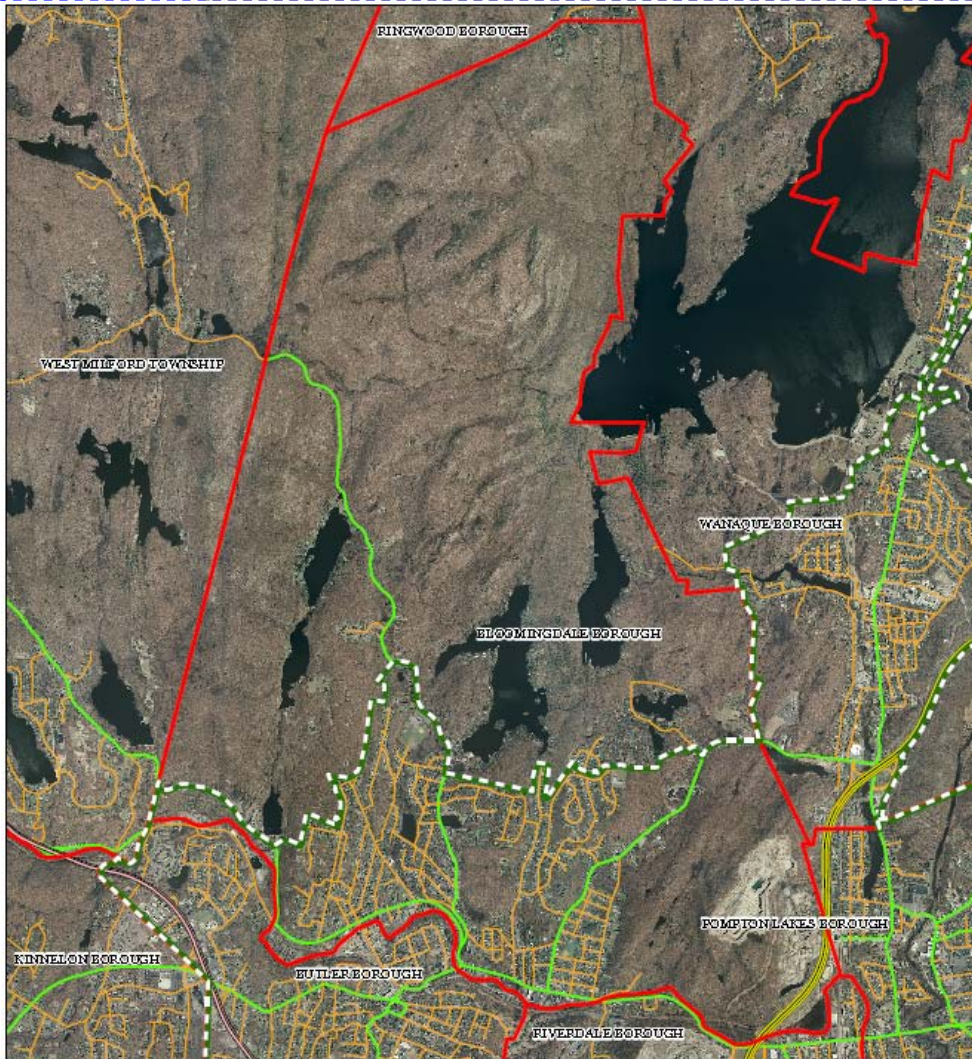 RINGWOOD BOROUGH
WEST MILFORD TOWNSHIP
WANAQUE BOROUGH
BLOOMINGDALE BOROUGH
POMPTON LAKES BOROUGH
KINNELON BOROUGH
BUTLER BOROUGH
RIVERDALE BOROUGH